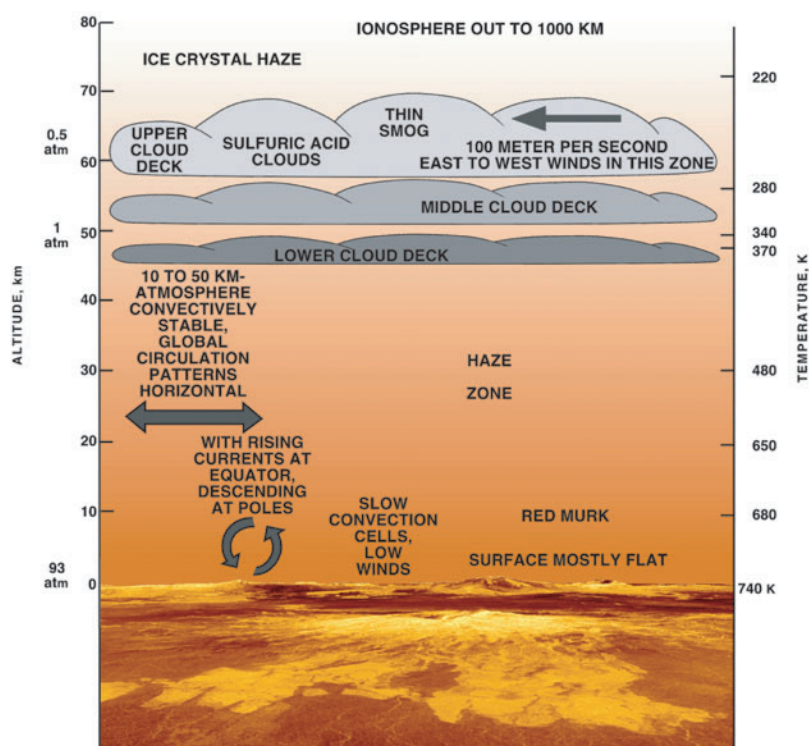 80
IONOSPHERE OUT TO 1000 KM
ICE CRYSTAL HAZE
220
70
THIN
SMOG
0.5
atm
UPPER
CLOUD
DECK
SULFURIC ACID
CLOUDS
100 METER PER SECOND
EAST TO WEST WINDS IN THIS ZONE
60
280
MIDDLE CLOUD DECK
1
atm
50
340
370
LOWER CLOUD DECK
10 TO 50 KM-
ATMOSPHERE
CONVECTIVELY
STABLE,
GLOBAL
CIRCULATION
PATTERNS
HORIZONTAL
40
ALTITUDE, km
TEMPERATURE, K
30
HAZE
ZONE
480
20
WITH RISING
CURRENTS AT
EQUATOR,
DESCENDING
AT POLES
650
10
SLOW
CONVECTION
CELLS,
LOW
WINDS
RED MURK
680
SURFACE MOSTLY FLAT
93
atm
0
740 K